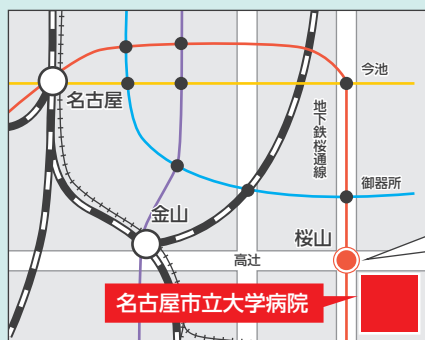 今池
名古屋
地下鉄桜通線
御器所
金山
桜山
高辻
名古屋市立大学病院